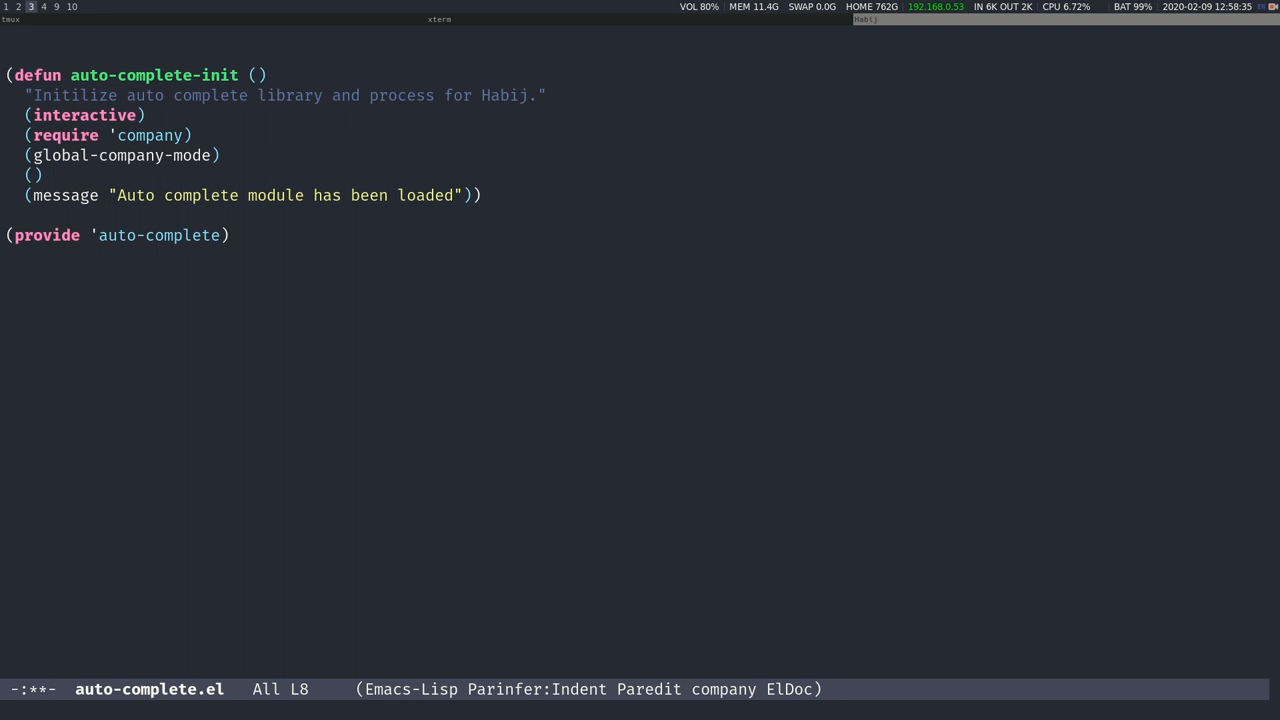 1 2 3 4 9 10 VOL 80% MEM 11.4G SWAP 0.0G HOME 762G 192.168.0.53 IN 6K OUT 2K CPU 6.72% BAT 99% 2020-02-09 12:58:35
tmux xterm Habij
(defun auto-complete-init ()
  "Initilize auto complete library and process for Habij."
  (interactive)
  (require 'company)
  (global-company-mode)
  ()
  (message "Auto complete module has been loaded"))
(provide 'auto-complete)
-:**- auto-complete.el All L8 (Emacs-Lisp Parinfer:Indent Paredit company ElDoc)